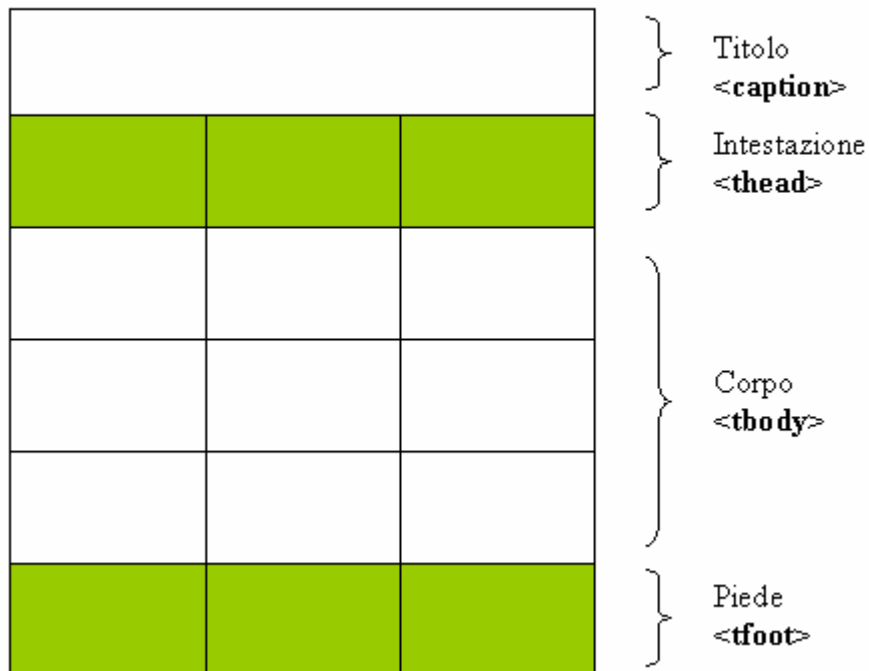 Titolo
<caption>
Intestazione
<thead>
Corpo
<tbody>
Piede
<tfoot>